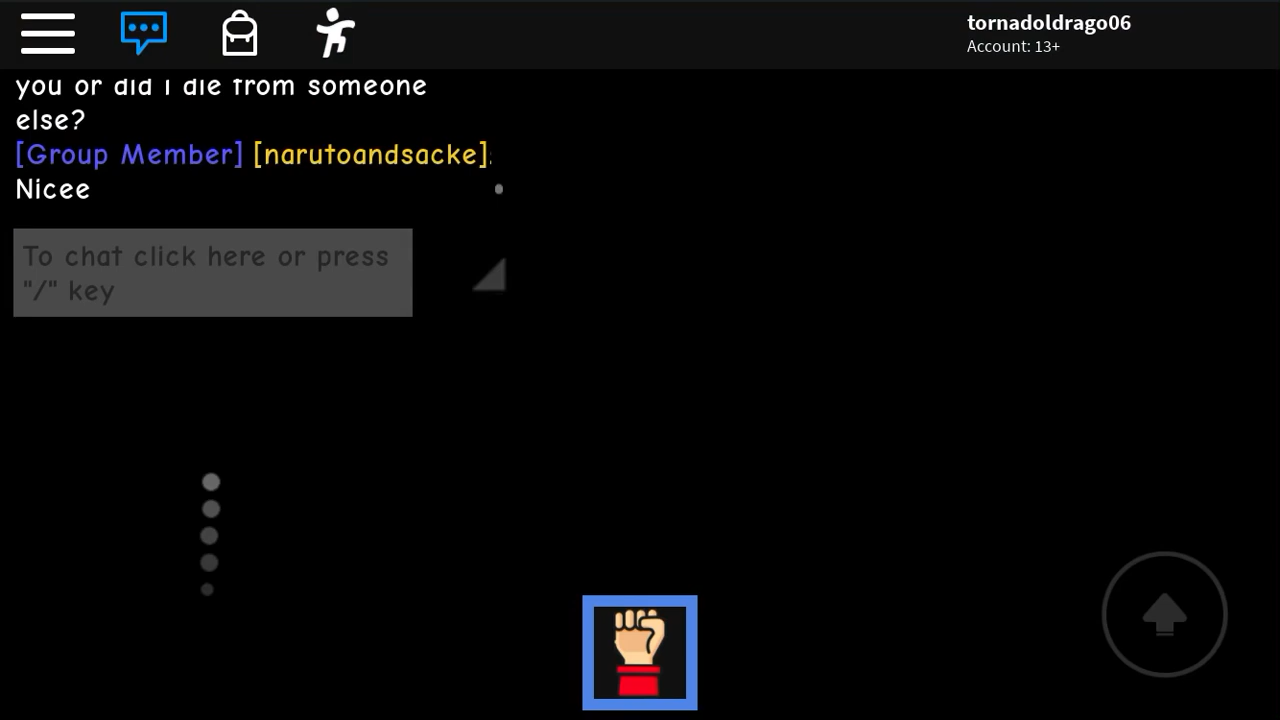 tornadoldrago06
Account: 13+
you or did I die from someone
else?
[Group Member] [narutoandsacke]:
Nicee
To chat click here or press
"/" key